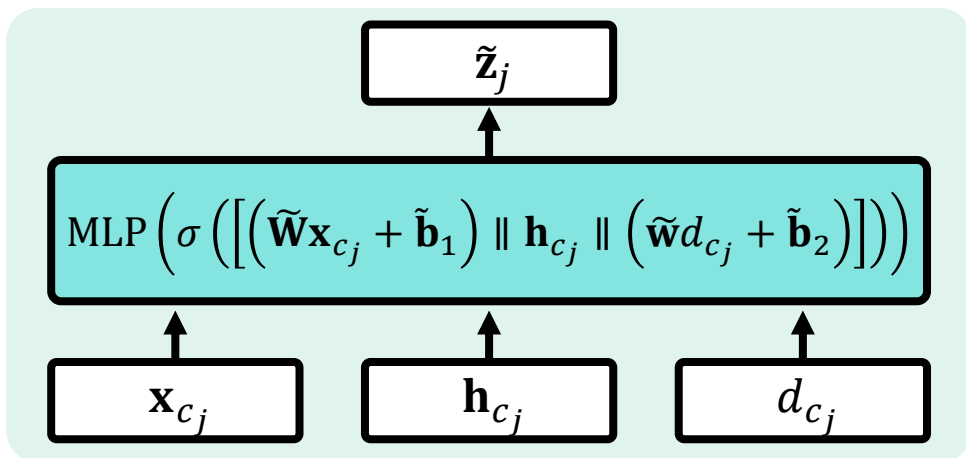 z̃_j
MLP(σ([(W̃x_{c_j} + b̃_1) ∥ h_{c_j} ∥ (w̃d_{c_j} + b̃_2)]))
x_{c_j} h_{c_j} d_{c_j}